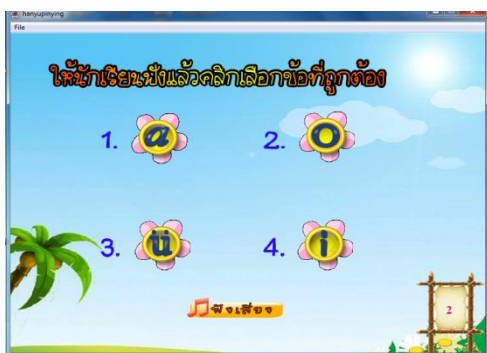 hanyupinying
File
ให้นักเรียนฟังแล้วคลิกเลือกข้อที่ถูกต้อง
1. a 2. o
3. ü 4. i
ฟังเสียง
2